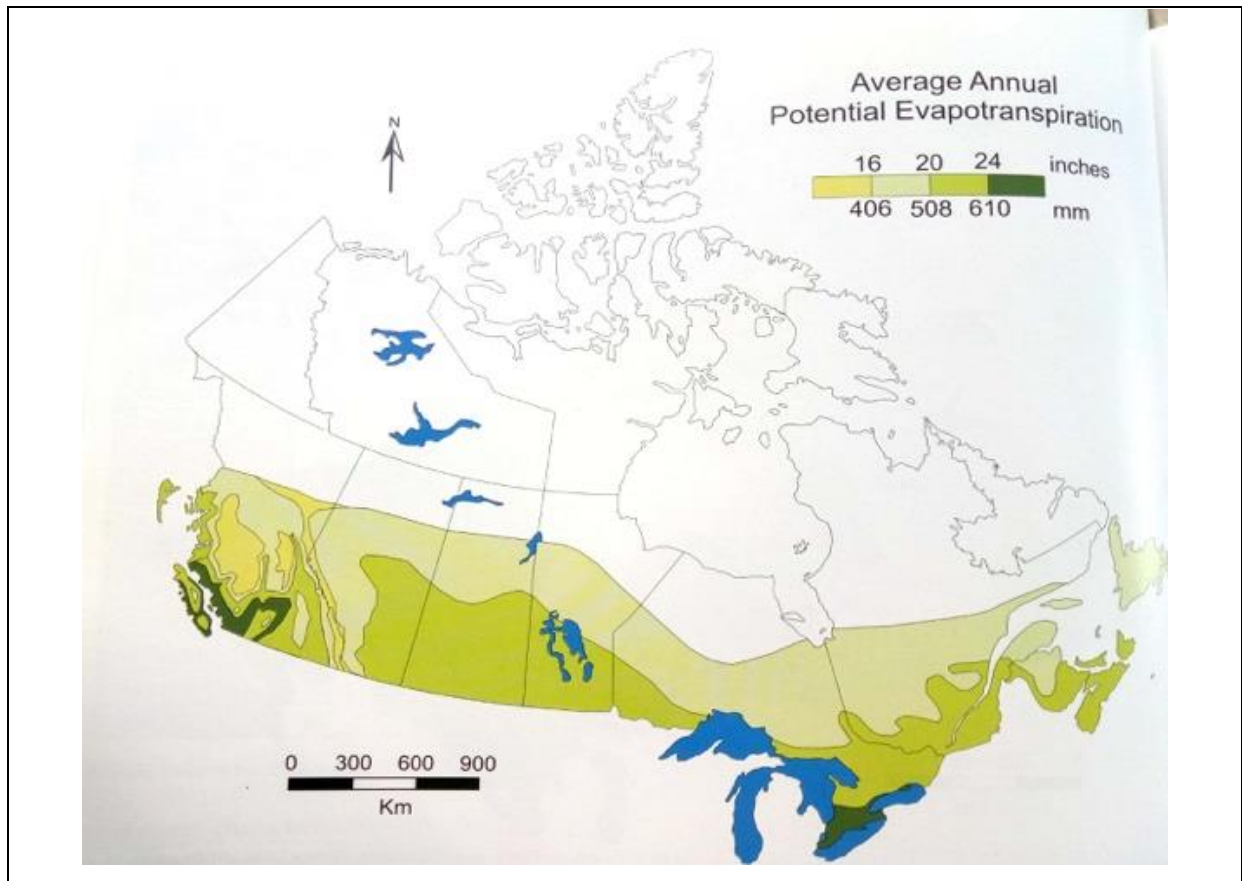 Average Annual
Potential Evapotranspiration
16 20 24 inches
406 508 610 mm
N
0 300 600 900
Km